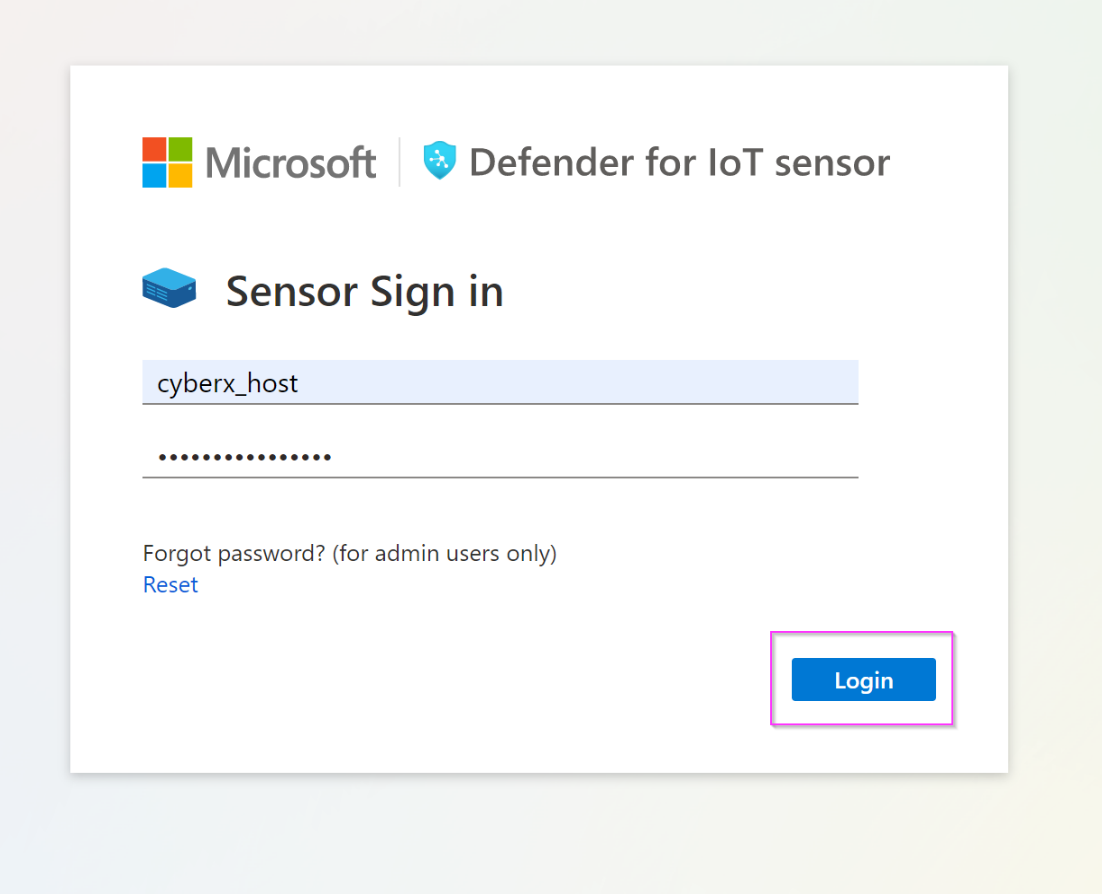 Microsoft Defender for IoT sensor
Sensor Sign in
cyberx_host
••••••••••••••••
Forgot password? (for admin users only)
Reset
Login